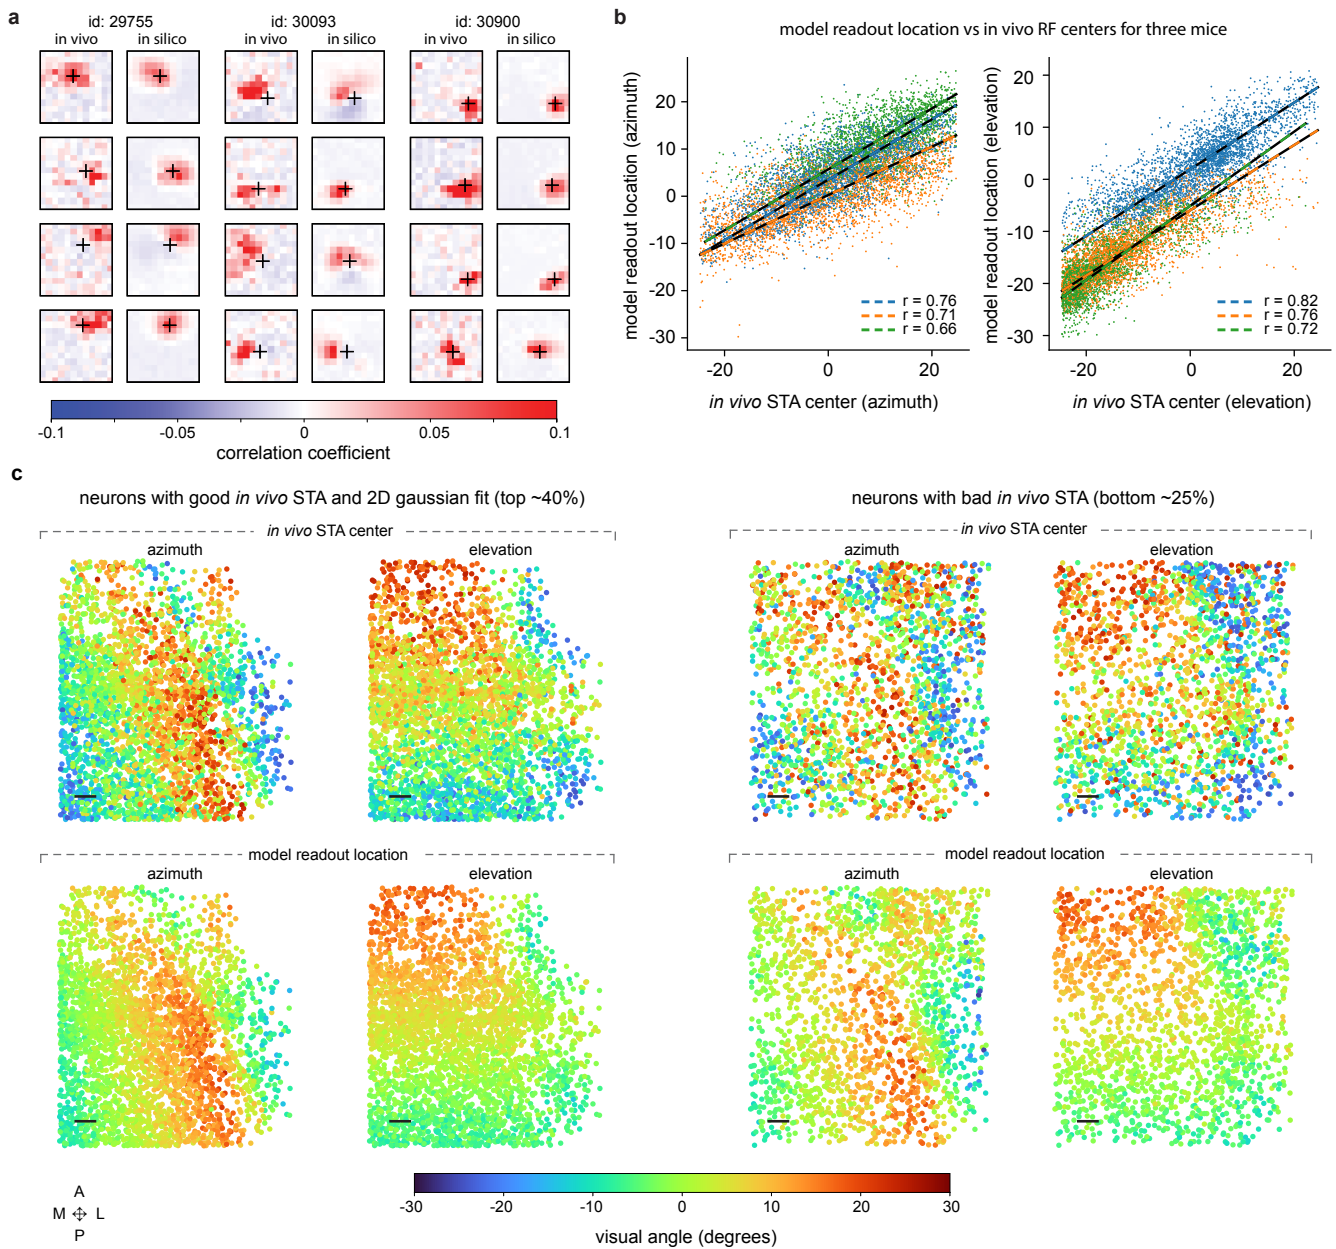 a
id: 29755
id: 30093
id: 30900
in vivo
in silico
in vivo
in silico
in vivo
in silico
-0.1
-0.05
0
0.05
0.1
correlation coefficient
b
model readout location vs in vivo RF centers for three mice
model readout location (azimuth)
20
10
0
-10
-20
-30
r = 0.76
r = 0.71
r = 0.66
-20
0
20
in vivo STA center (azimuth)
model readout location (elevation)
20
10
0
-10
-20
-30
r = 0.82
r = 0.76
r = 0.72
-20
0
20
in vivo STA center (elevation)
c
neurons with good in vivo STA and 2D gaussian fit (top ~40%)
in vivo STA center
azimuth
elevation
model readout location
azimuth
elevation
neurons with bad in vivo STA (bottom ~25%)
in vivo STA center
azimuth
elevation
model readout location
azimuth
elevation
A
M L
P
-30
-20
-10
0
10
20
30
visual angle (degrees)